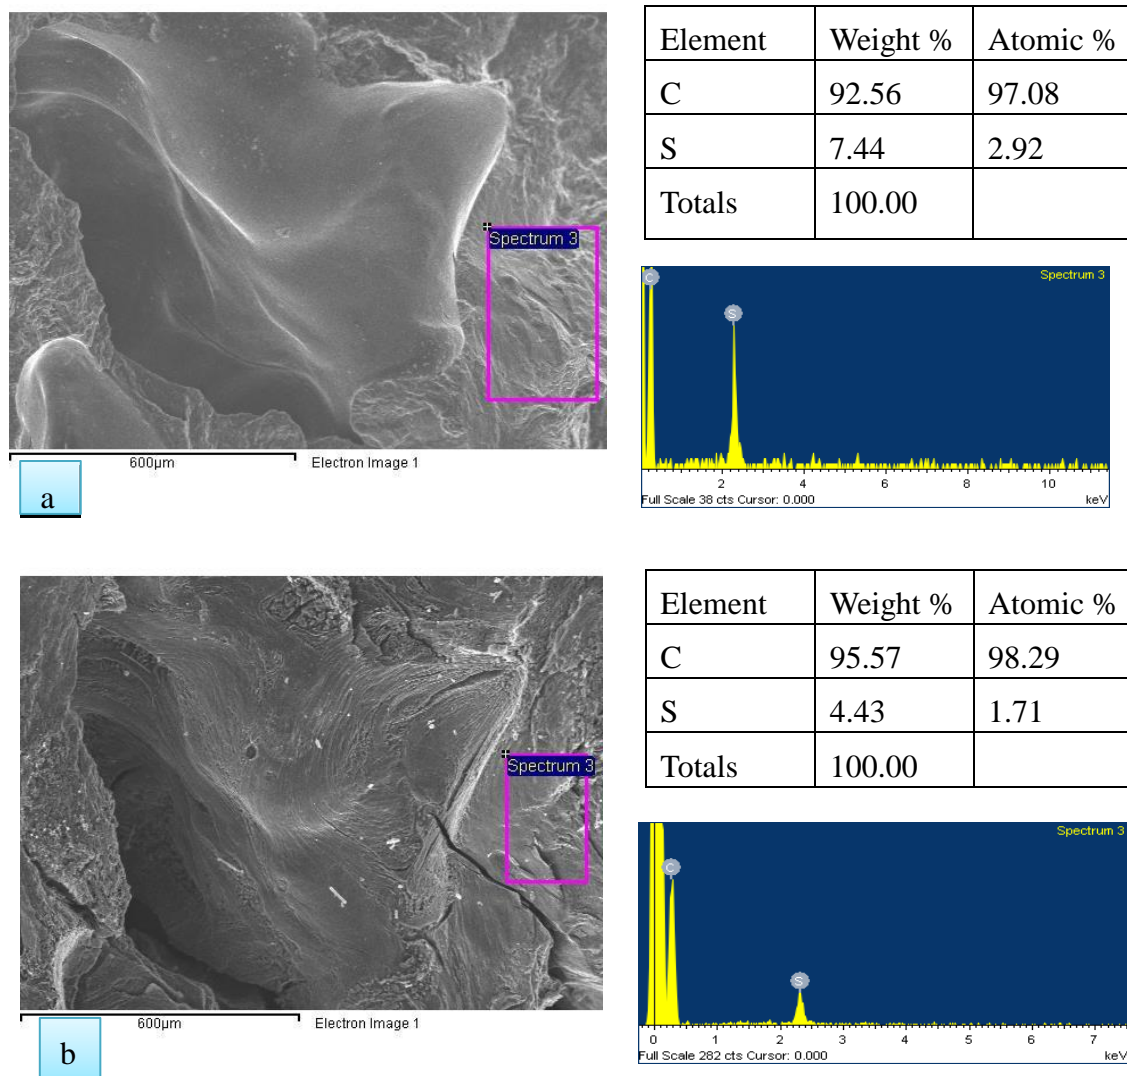 Element Weight % Atomic %
C 92.56 97.08
S 7.44 2.92
Totals 100.00
Spectrum 3
600µm Electron Image 1
a
Spectrum 3
C
S
2 4 6 8 10
Full Scale 38 cts Cursor: 0.000 keV
Element Weight % Atomic %
C 95.57 98.29
S 4.43 1.71
Totals 100.00
Spectrum 3
600µm Electron Image 1
b
Spectrum 3
C
S
0 1 2 3 4 5 6 7
Full Scale 282 cts Cursor: 0.000 keV